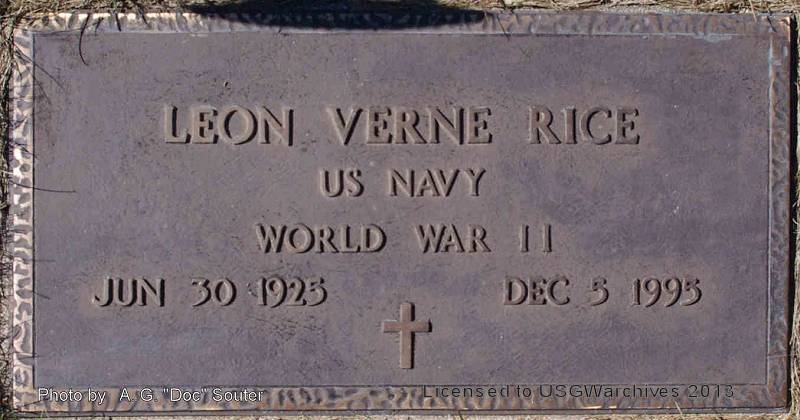 LEON VERNE RICE
US NAVY
WORLD WAR II
JUN 30 1925 DEC 5 1995
Photo by A. G. "Doc" Souter
Licensed to USGWarchives 2013